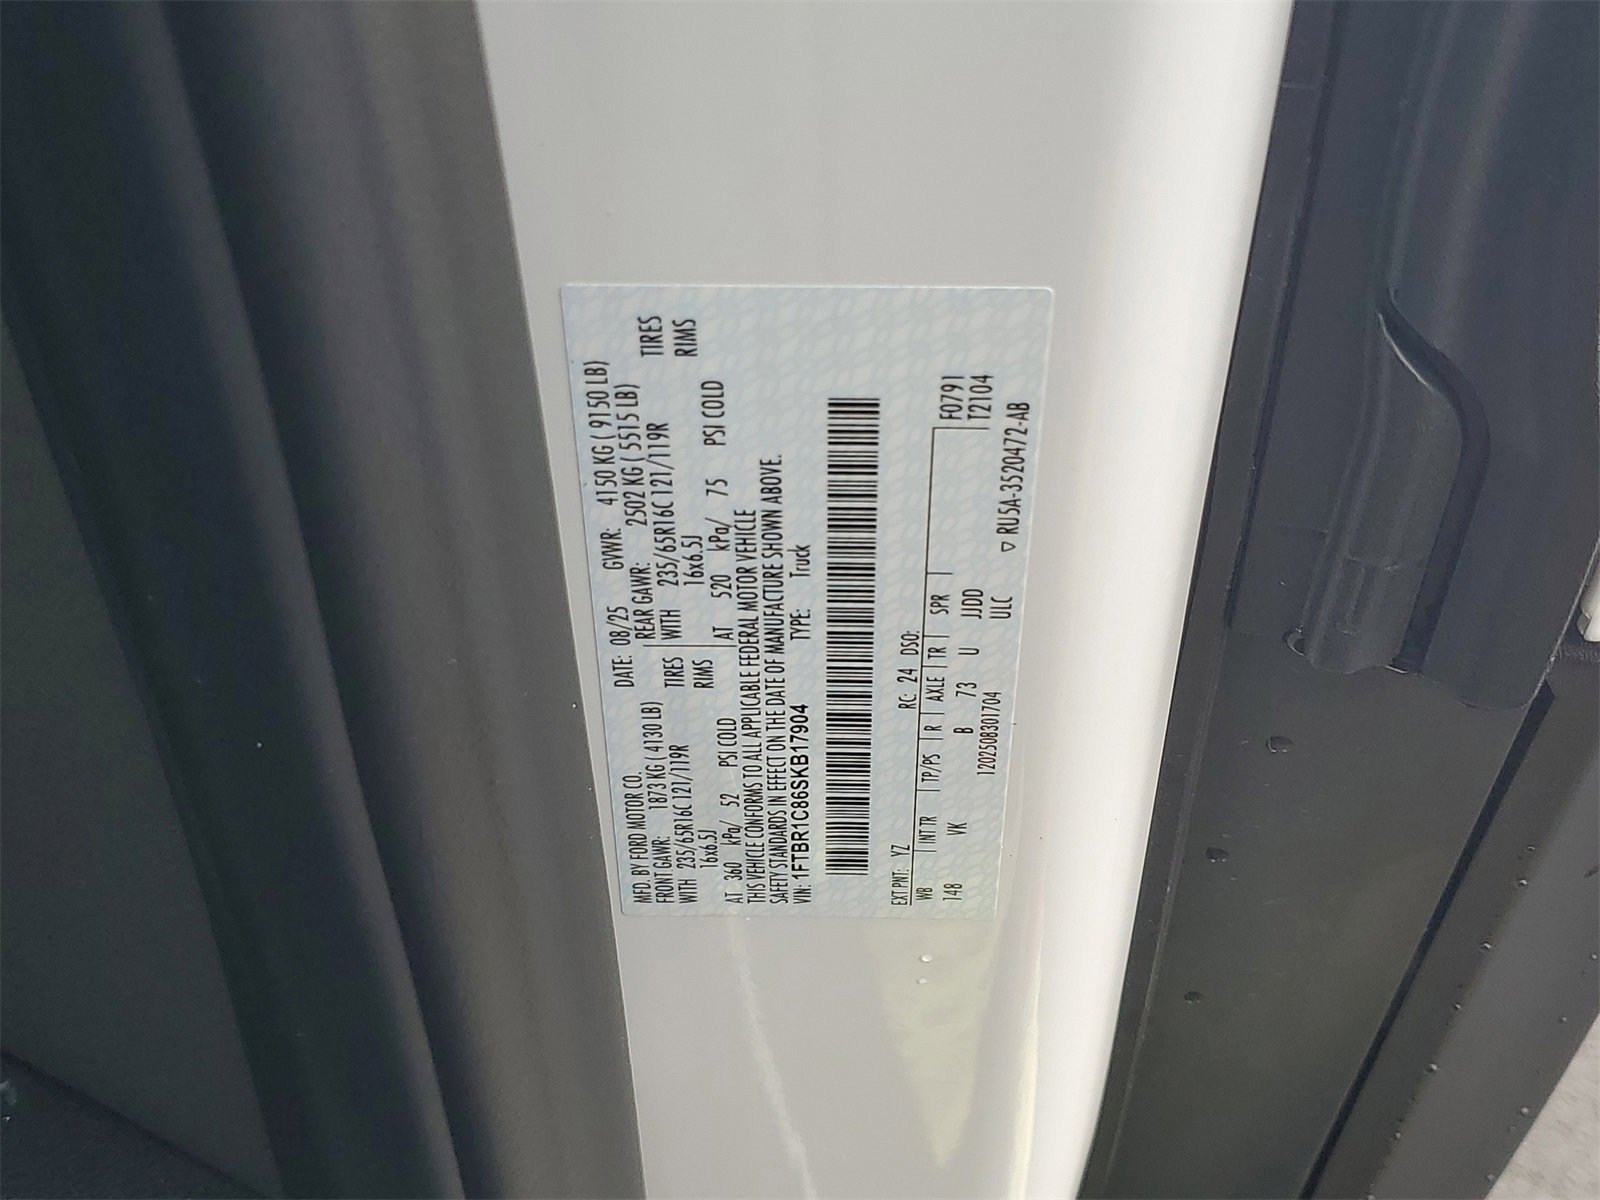 MFD. BY FORD MOTOR CO.
DATE: 08/25 GVWR: 4150 KG ( 9150 LB)
FRONT GAWR: 1873 KG ( 4130 LB) REAR GAWR: 2502 KG ( 5515 LB)
WITH 235/65R16C 121/119R TIRES WITH 235/65R16C 121/119R TIRES
16x6.5J RIMS 16x6.5J RIMS
AT 360 kPa/ 52 PSI COLD AT 520 kPa/ 75 PSI COLD
THIS VEHICLE CONFORMS TO ALL APPLICABLE FEDERAL MOTOR VEHICLE
SAFETY STANDARDS IN EFFECT ON THE DATE OF MANUFACTURE SHOWN ABOVE.
VIN: 1FTBR1C86SKB17904 TYPE: Truck
EXT PNT: YZ RC: 24 DSO:
WB INT TR TP/PS R AXLE TR SPR F0791
148 VK B 73 U JJDD T2104
1202508301704 ULC ▽ RU5A-3520472-AB